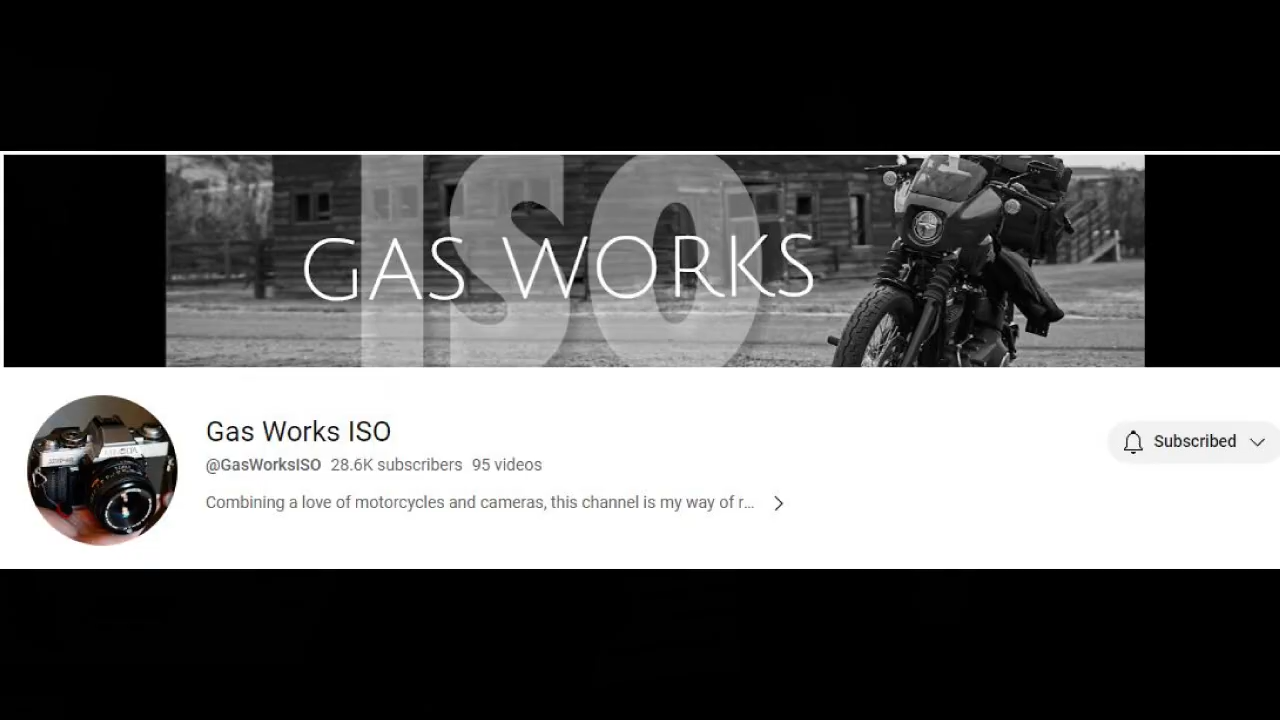 ISO
GAS WORKS
MINOLTA
Gas Works ISO
@GasWorksISO 28.6K subscribers 95 videos
Subscribed
Combining a love of motorcycles and cameras, this channel is my way of r...